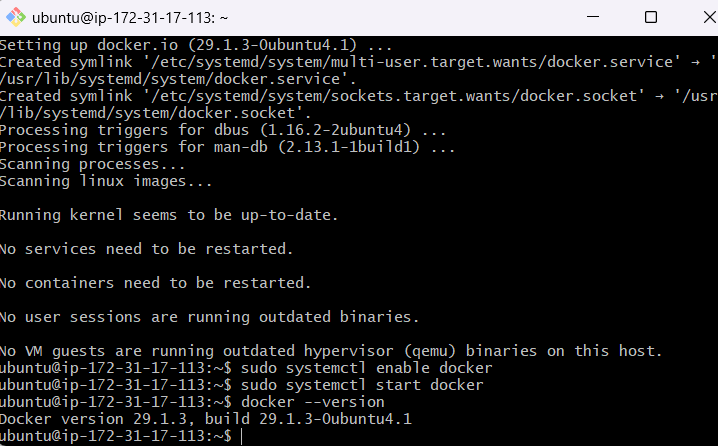 ubuntu@ip-172-31-17-113: ~
Setting up docker.io (29.1.3-0ubuntu4.1) ...
Created symlink '/etc/systemd/system/multi-user.target.wants/docker.service' → '
/usr/lib/systemd/system/docker.service'.
Created symlink '/etc/systemd/system/sockets.target.wants/docker.socket' → '/usr
/lib/systemd/system/docker.socket'.
Processing triggers for dbus (1.16.2-2ubuntu4) ...
Processing triggers for man-db (2.13.1-1build1) ...
Scanning processes...
Scanning linux images...
Running kernel seems to be up-to-date.
No services need to be restarted.
No containers need to be restarted.
No user sessions are running outdated binaries.
No VM guests are running outdated hypervisor (qemu) binaries on this host.
ubuntu@ip-172-31-17-113:~$ sudo systemctl enable docker
ubuntu@ip-172-31-17-113:~$ sudo systemctl start docker
ubuntu@ip-172-31-17-113:~$ docker --version
Docker version 29.1.3, build 29.1.3-0ubuntu4.1
ubuntu@ip-172-31-17-113:~$